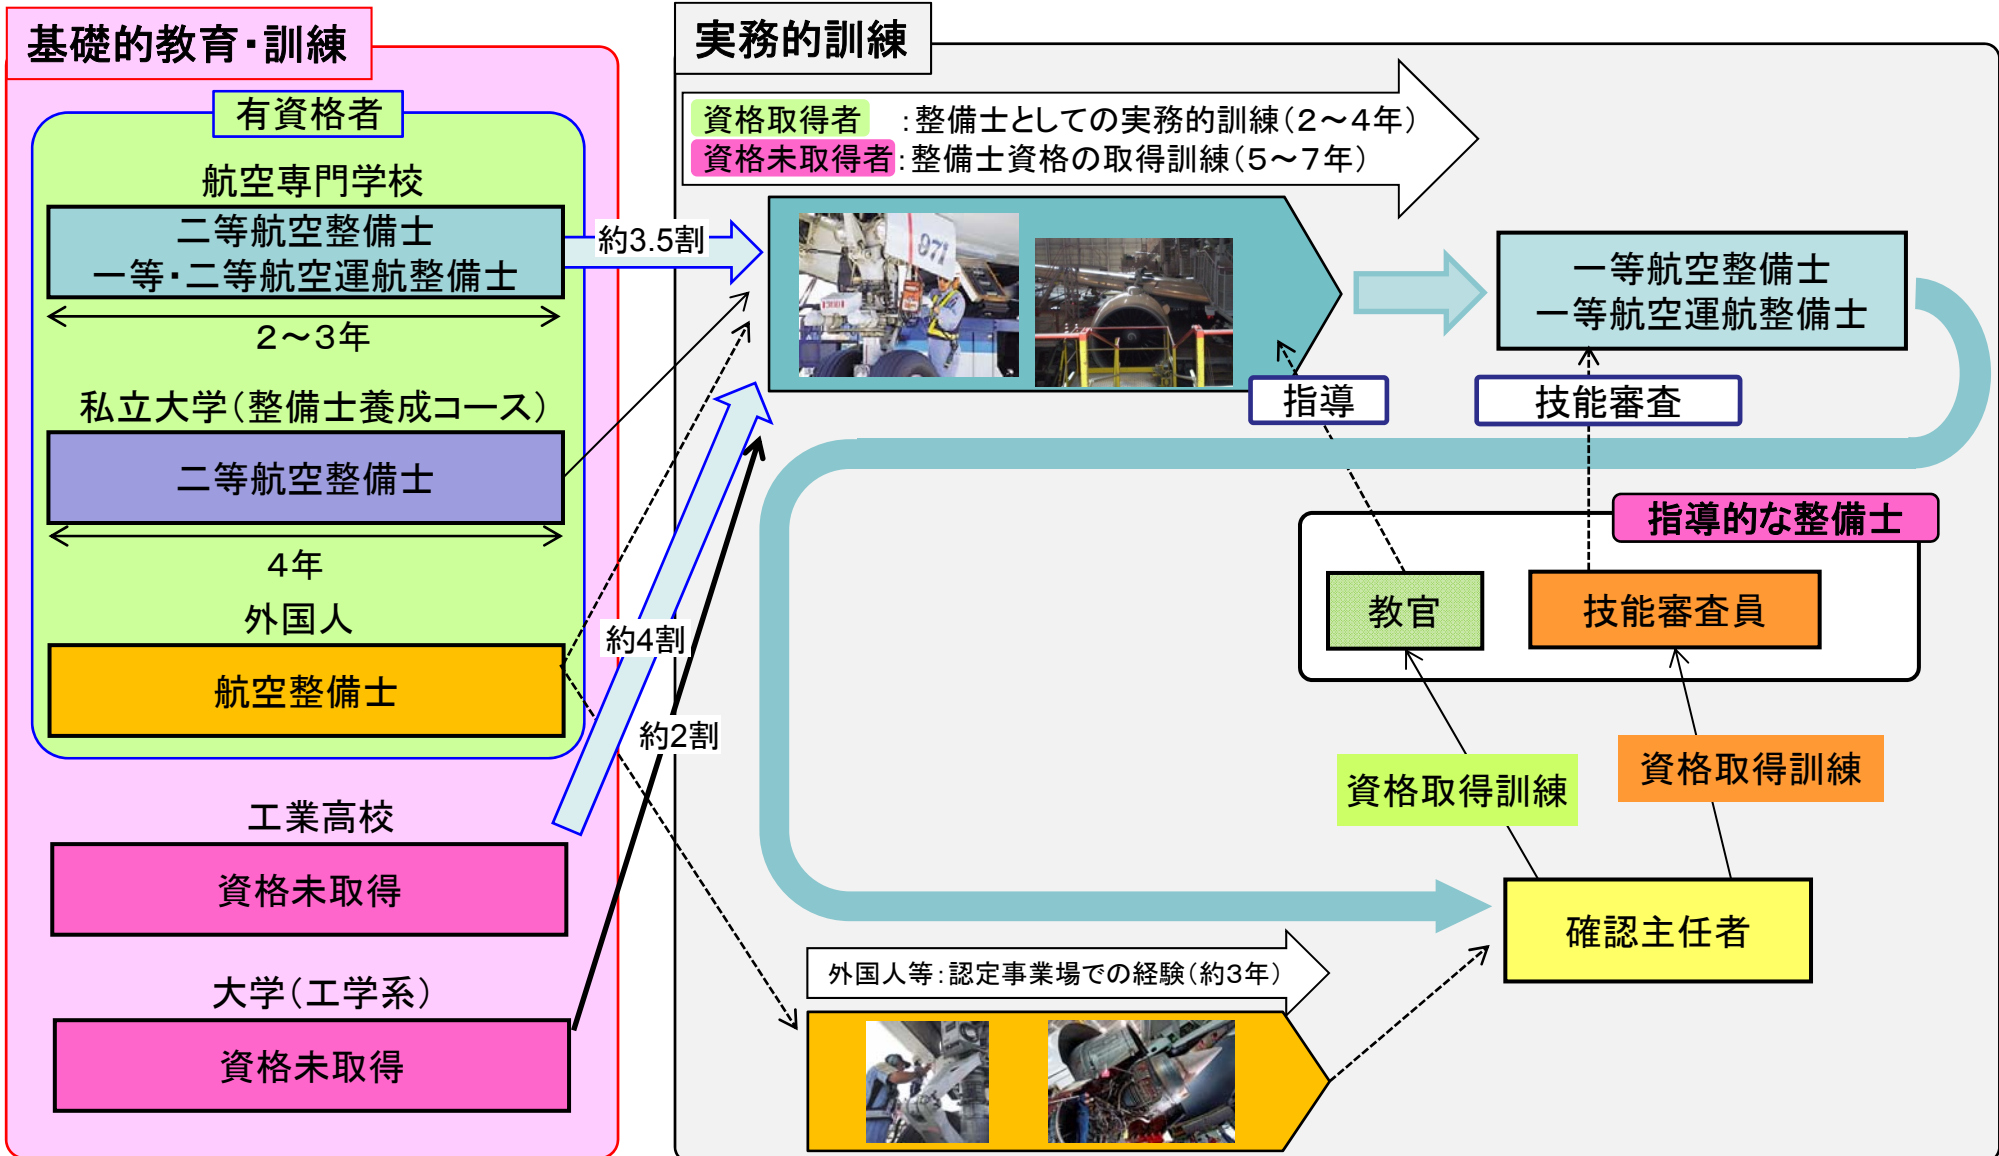 基礎的教育・訓練
有資格者
航空専門学校
二等航空整備士
一等・二等航空運航整備士
2～3年
私立大学(整備士養成コース)
二等航空整備士
4年
外国人
航空整備士
工業高校
資格未取得
大学(工学系)
資格未取得
約3.5割
約4割
約2割
実務的訓練
資格取得者 :整備士としての実務的訓練(2～4年)
資格未取得者:整備士資格の取得訓練(5～7年)
971
一等航空整備士
一等航空運航整備士
指導
技能審査
指導的な整備士
教官
技能審査員
資格取得訓練
資格取得訓練
確認主任者
外国人等:認定事業場での経験(約3年)